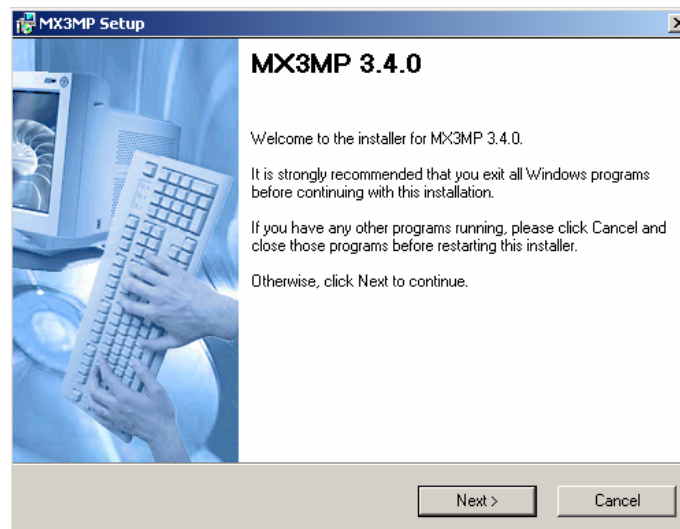 MX3MP Setup
MX3MP 3.4.0
Welcome to the installer for MX3MP 3.4.0.
It is strongly recommended that you exit all Windows programs
before continuing with this installation.
If you have any other programs running, please click Cancel and
close those programs before restarting this installer.
Otherwise, click Next to continue.
Next >
Cancel